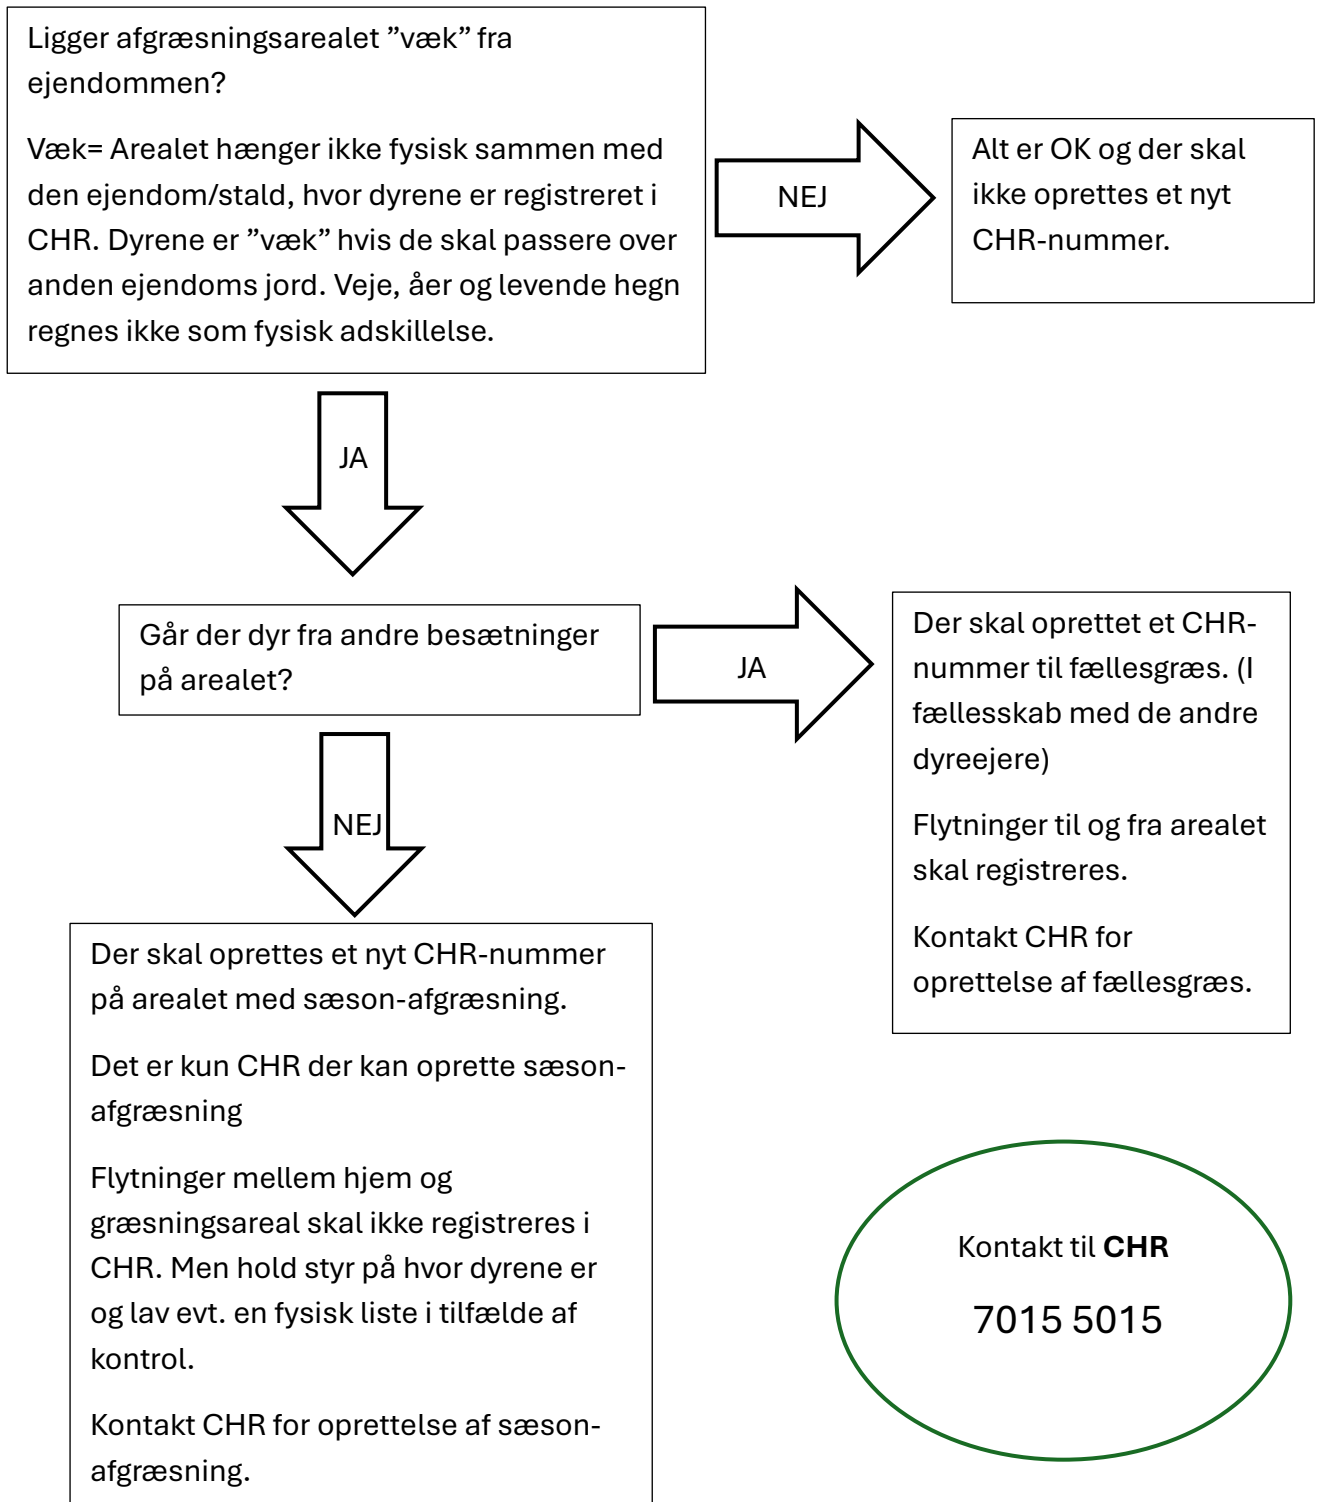 Ligger afgræsningsarealet ”væk” fra
ejendommen?
Væk= Arealet hænger ikke fysisk sammen med
den ejendom/stald, hvor dyrene er registreret i
CHR. Dyrene er ”væk” hvis de skal passere over
anden ejendoms jord. Veje, åer og levende hegn
regnes ikke som fysisk adskillelse.
NEJ
Alt er OK og der skal
ikke oprettes et nyt
CHR-nummer.
JA
Går der dyr fra andre besætninger
på arealet?
JA
Der skal oprettet et CHR-
nummer til fællesgræs. (I
fællesskab med de andre
dyreejere)
Flytninger til og fra arealet
skal registreres.
Kontakt CHR for
oprettelse af fællesgræs.
NEJ
Der skal oprettes et nyt CHR-nummer
på arealet med sæson-afgræsning.
Det er kun CHR der kan oprette sæson-
afgræsning
Flytninger mellem hjem og
græsningsareal skal ikke registreres i
CHR. Men hold styr på hvor dyrene er
og lav evt. en fysisk liste i tilfælde af
kontrol.
Kontakt CHR for oprettelse af sæson-
afgræsning.
Kontakt til CHR
7015 5015